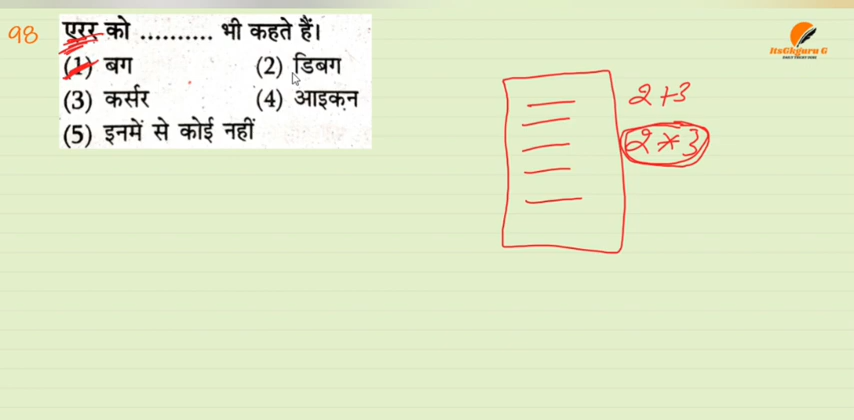 98 एरर को .......... भी कहते हैं।
(1) बग (2) डिबग
(3) कर्सर (4) आइकन
(5) इनमें से कोई नहीं
2+3
2*3
ItsGkguru G